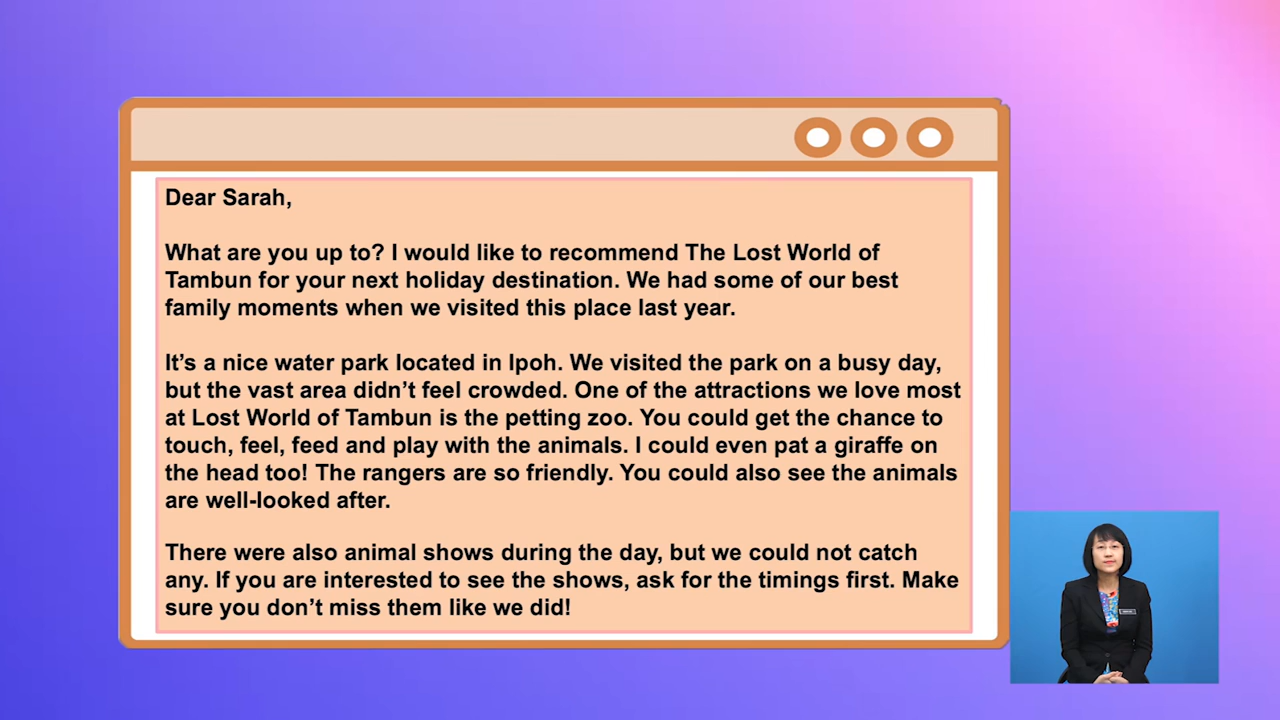 Dear Sarah,
What are you up to? I would like to recommend The Lost World of
Tambun for your next holiday destination. We had some of our best
family moments when we visited this place last year.
It's a nice water park located in Ipoh. We visited the park on a busy day,
but the vast area didn't feel crowded. One of the attractions we love most
at Lost World of Tambun is the petting zoo. You could get the chance to
touch, feel, feed and play with the animals. I could even pat a giraffe on
the head too! The rangers are so friendly. You could also see the animals
are well-looked after.
There were also animal shows during the day, but we could not catch
any. If you are interested to see the shows, ask for the timings first. Make
sure you don't miss them like we did!